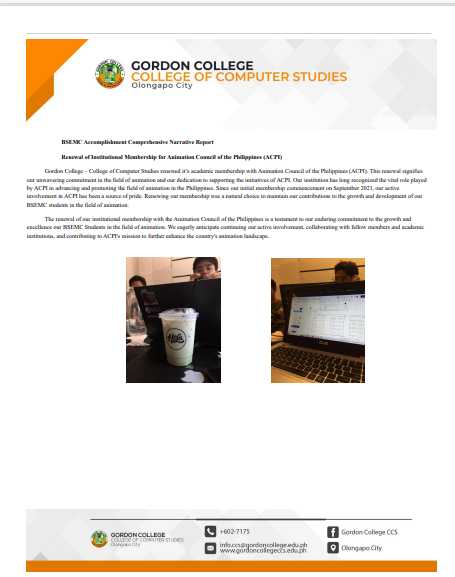 GORDON COLLEGE
COLLEGE OF COMPUTER STUDIES
Olongapo City
BSEMC Accomplishment Comprehensive Narrative Report
Renewal of Institutional Membership for Animation Council of the Philippines (ACPI)
Gordon College – College of Computer Studies renewed it's academic membership with Animation Council of the Philippines (ACPI). This renewal signifies
our unwavering commitment in the field of animation and our dedication to supporting the initiatives of ACPI. Our institution has long recognized the vital role played
by ACPI in advancing and promoting the field of animation in the Philippines. Since our initial membership commencement on September 2021, our active
involvement in ACPI has been a source of pride. Renewing our membership was a natural choice to maintain our contributions to the growth and development of our
BSEMC students in the field of animation.
The renewal of our institutional membership with the Animation Council of the Philippines is a testament to our enduring commitment to the growth and
excellence our BSEMC Students in the field of animation. We eagerly anticipate continuing our active involvement, collaborating with fellow members and academic
institutions, and contributing to ACPI's mission to further enhance the country's animation landscape.
GORDON COLLEGE
COLLEGE OF COMPUTER STUDIES
Olongapo City
+602-7175
info.ccs@gordoncollege.edu.ph
www.gordoncollegeccs.edu.ph
Gordon College CCS
Olongapo City